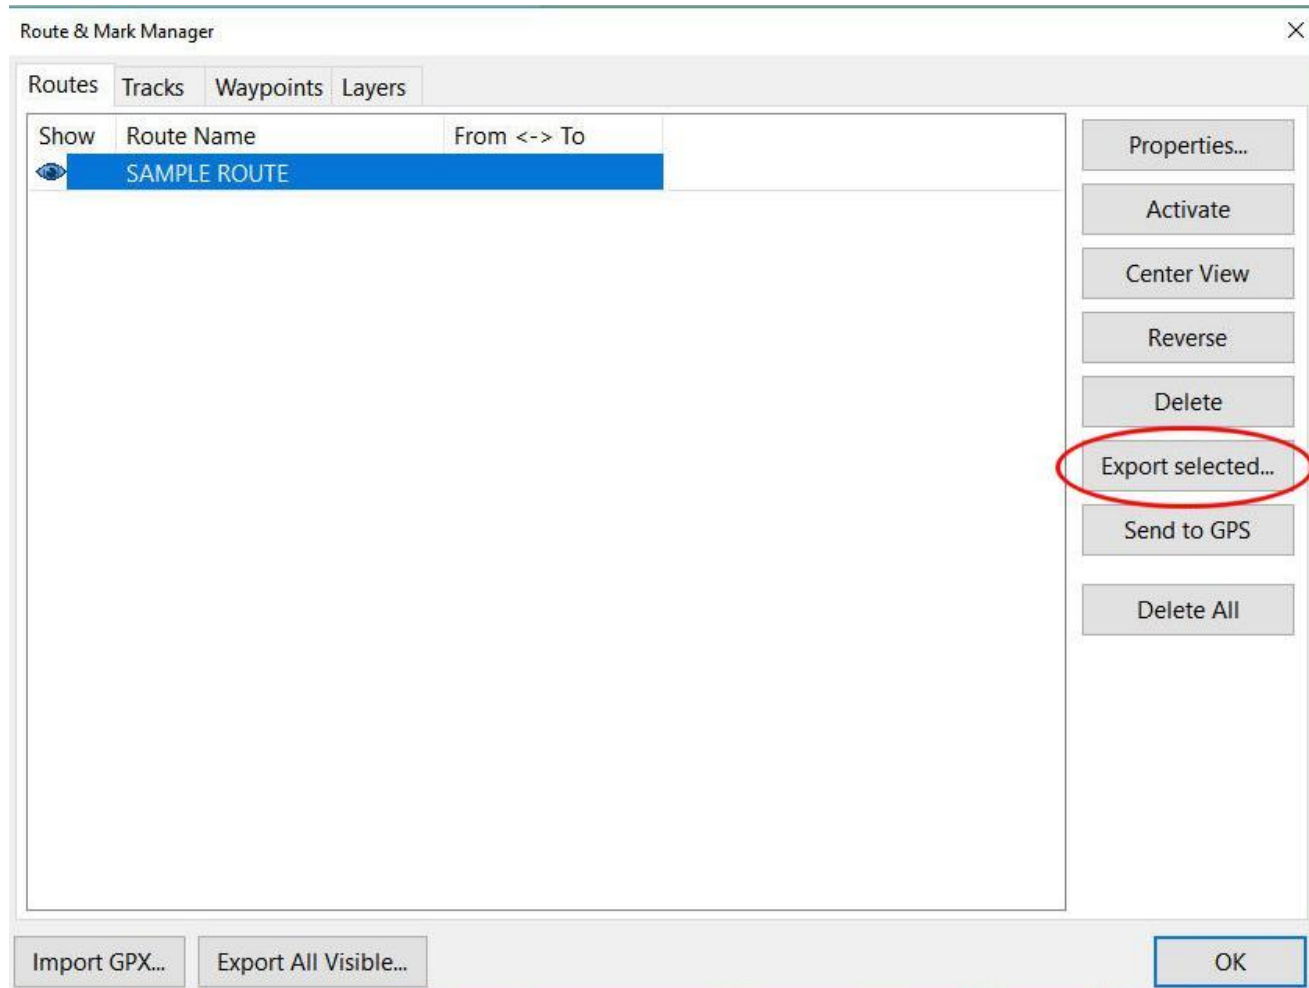 Route & Mark Manager
Routes Tracks Waypoints Layers
Show Route Name From <-> To
SAMPLE ROUTE
Properties...
Activate
Center View
Reverse
Delete
Export selected...
Send to GPS
Delete All
Import GPX... Export All Visible... OK